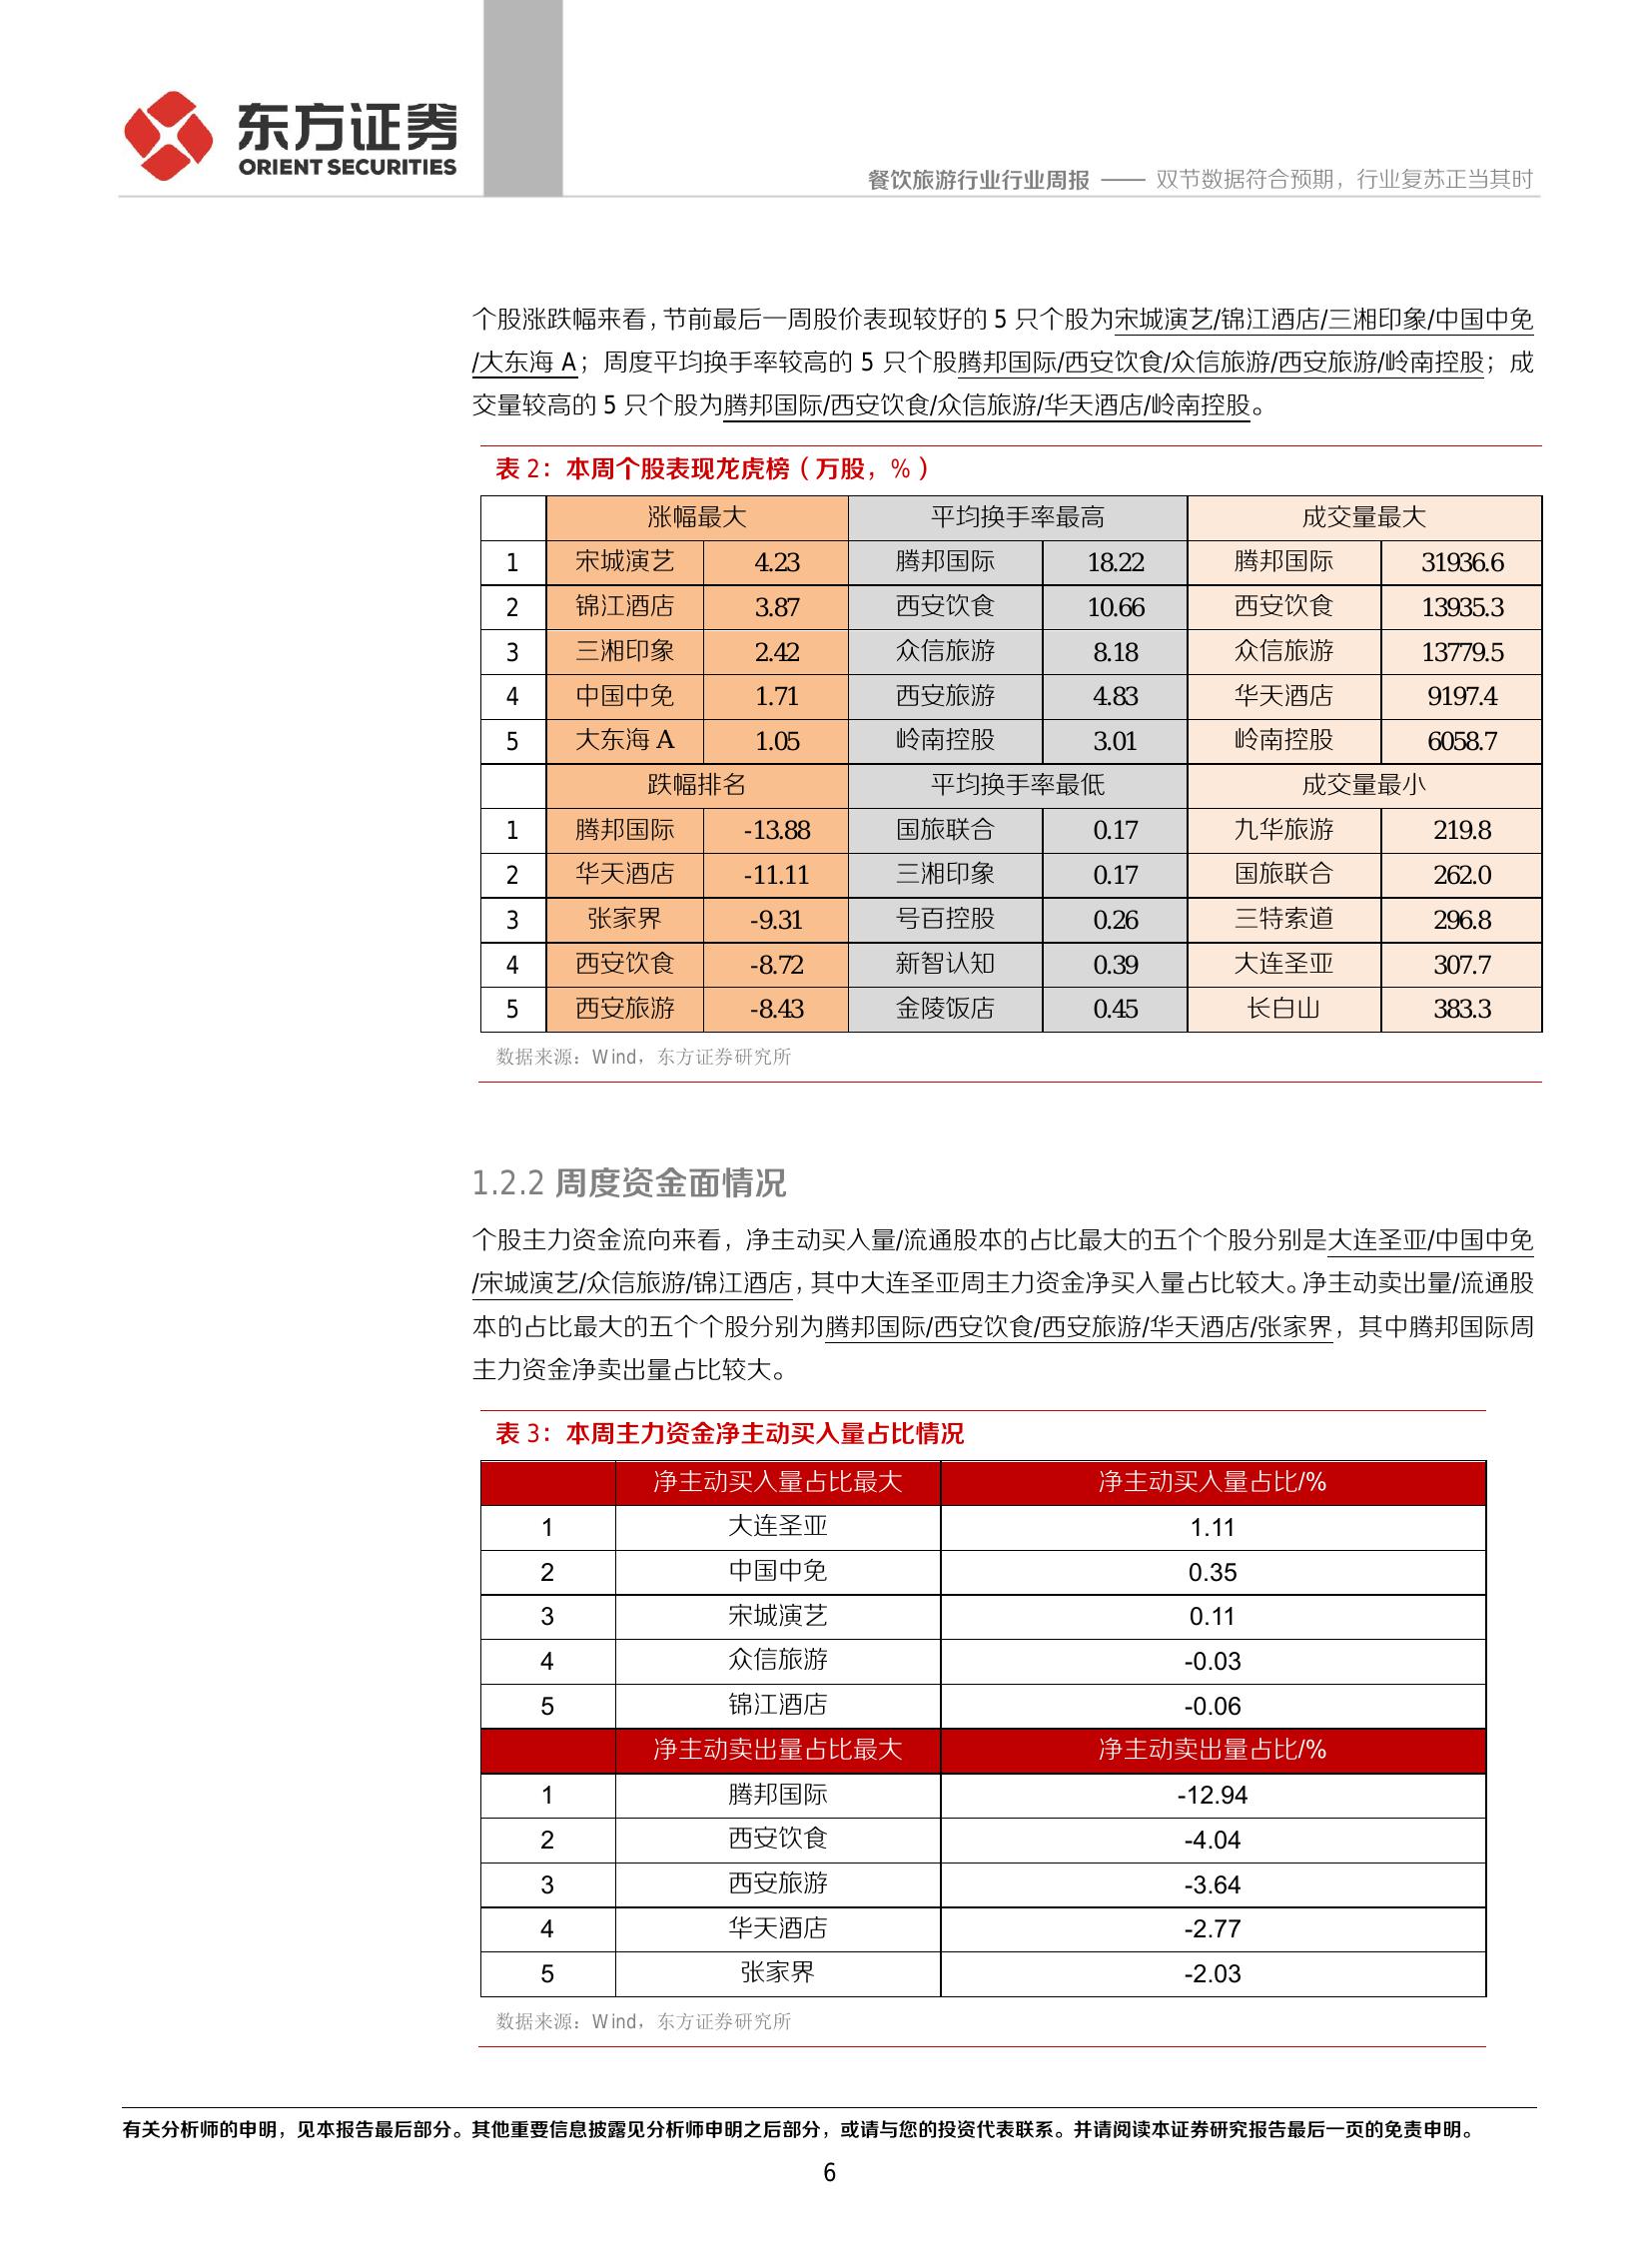 东方证券
ORIENT SECURITIES
餐饮旅游行业行业周报 —— 双节数据符合预期，行业复苏正当其时
个股涨跌幅来看，节前最后一周股价表现较好的 5 只个股为宋城演艺/锦江酒店/三湘印象/中国中免
/大东海 A；周度平均换手率较高的 5 只个股腾邦国际/西安饮食/众信旅游/西安旅游/岭南控股；成
交量较高的 5 只个股为腾邦国际/西安饮食/众信旅游/华天酒店/岭南控股。
表 2：本周个股表现龙虎榜（万股，%）
涨幅最大 平均换手率最高 成交量最大
1 宋城演艺 4.23 腾邦国际 18.22 腾邦国际 31936.6
2 锦江酒店 3.87 西安饮食 10.66 西安饮食 13935.3
3 三湘印象 2.42 众信旅游 8.18 众信旅游 13779.5
4 中国中免 1.71 西安旅游 4.83 华天酒店 9197.4
5 大东海 A 1.05 岭南控股 3.01 岭南控股 6058.7
跌幅排名 平均换手率最低 成交量最小
1 腾邦国际 -13.88 国旅联合 0.17 九华旅游 219.8
2 华天酒店 -11.11 三湘印象 0.17 国旅联合 262.0
3 张家界 -9.31 号百控股 0.26 三特索道 296.8
4 西安饮食 -8.72 新智认知 0.39 大连圣亚 307.7
5 西安旅游 -8.43 金陵饭店 0.45 长白山 383.3
数据来源：Wind，东方证券研究所
1.2.2 周度资金面情况
个股主力资金流向来看，净主动买入量/流通股本的占比最大的五个个股分别是大连圣亚/中国中免
/宋城演艺/众信旅游/锦江酒店，其中大连圣亚周主力资金净买入量占比较大。净主动卖出量/流通股
本的占比最大的五个个股分别为腾邦国际/西安饮食/西安旅游/华天酒店/张家界，其中腾邦国际周
主力资金净卖出量占比较大。
表 3：本周主力资金净主动买入量占比情况
净主动买入量占比最大 净主动买入量占比/%
1 大连圣亚 1.11
2 中国中免 0.35
3 宋城演艺 0.11
4 众信旅游 -0.03
5 锦江酒店 -0.06
净主动卖出量占比最大 净主动卖出量占比/%
1 腾邦国际 -12.94
2 西安饮食 -4.04
3 西安旅游 -3.64
4 华天酒店 -2.77
5 张家界 -2.03
数据来源：Wind，东方证券研究所
有关分析师的申明，见本报告最后部分。其他重要信息披露见分析师申明之后部分，或请与您的投资代表联系。并请阅读本证券研究报告最后一页的免责申明。
6